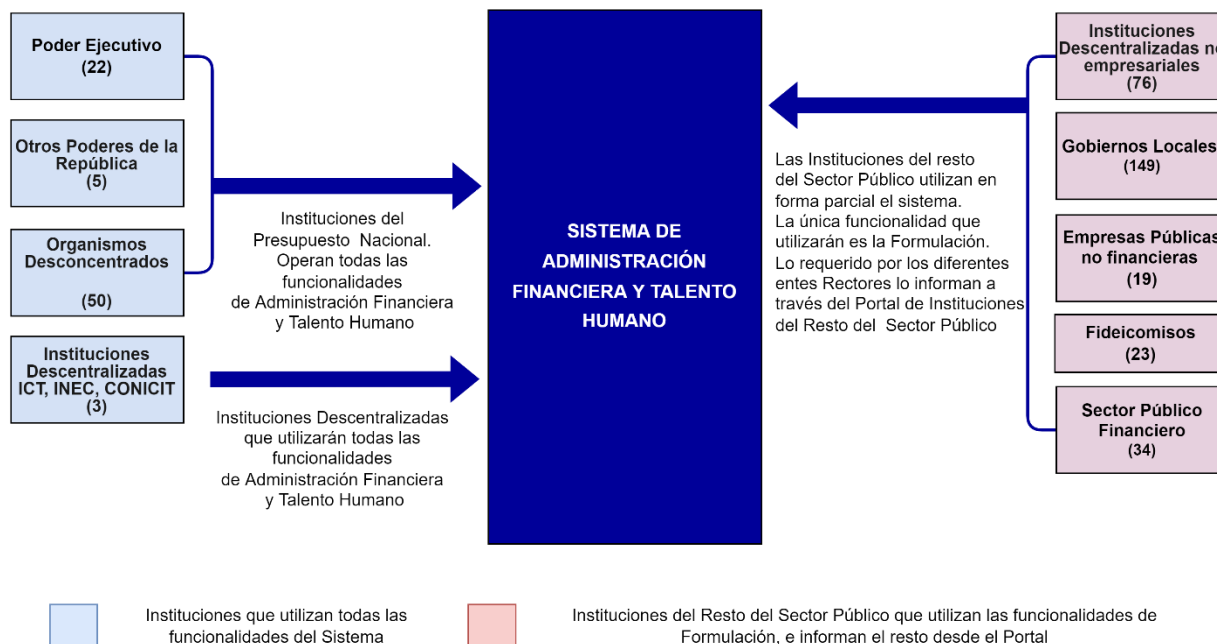 Poder Ejecutivo
(22)
Otros Poderes de la
República
(5)
Organismos
Desconcentrados
(50)
Instituciones
Descentralizadas
ICT, INEC, CONICIT
(3)
Instituciones del
Presupuesto Nacional.
Operan todas las
funcionalidades
de Administración Financiera
y Talento Humano
Instituciones Descentralizadas
que utilizarán todas las
funcionalidades
de Administración Financiera
y Talento Humano
SISTEMA DE
ADMINISTRACIÓN
FINANCIERA Y TALENTO
HUMANO
Las Instituciones del resto
del Sector Público utilizan en
forma parcial el sistema.
La única funcionalidad que
utilizarán es la Formulación.
Lo requerido por los diferentes
entes Rectores lo informan a
través del Portal de Instituciones
del Resto del Sector Público
Instituciones
Descentralizadas no
empresariales
(76)
Gobiernos Locales
(149)
Empresas Públicas
no financieras
(19)
Fideicomisos
(23)
Sector Público
Financiero
(34)
Instituciones que utilizan todas las
funcionalidades del Sistema
Instituciones del Resto del Sector Público que utilizan las funcionalidades de
Formulación, e informan el resto desde el Portal